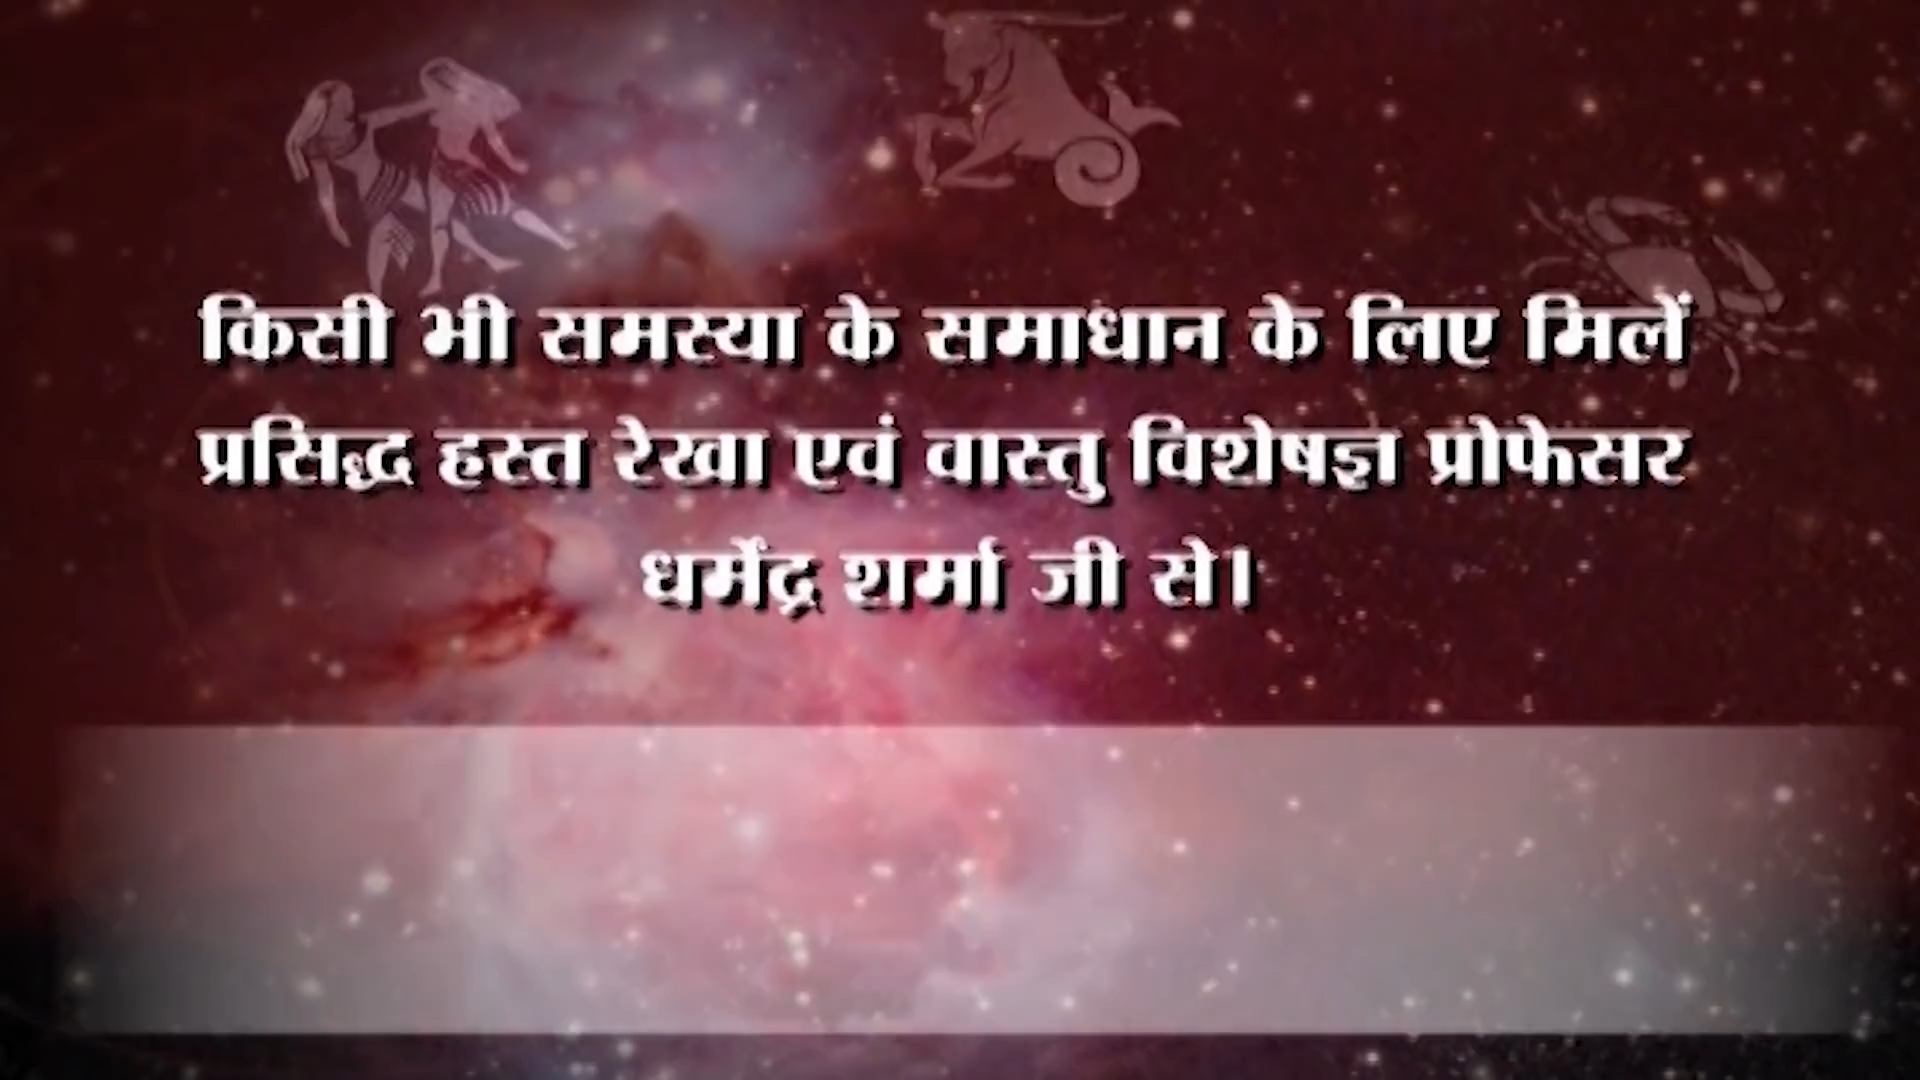 किसी भी समस्या के समाधान के लिए मिलें
प्रसिद्ध हस्त रेखा एवं वास्तु विशेषज्ञ प्रोफेसर
धर्मेंद्र शर्मा जी से।